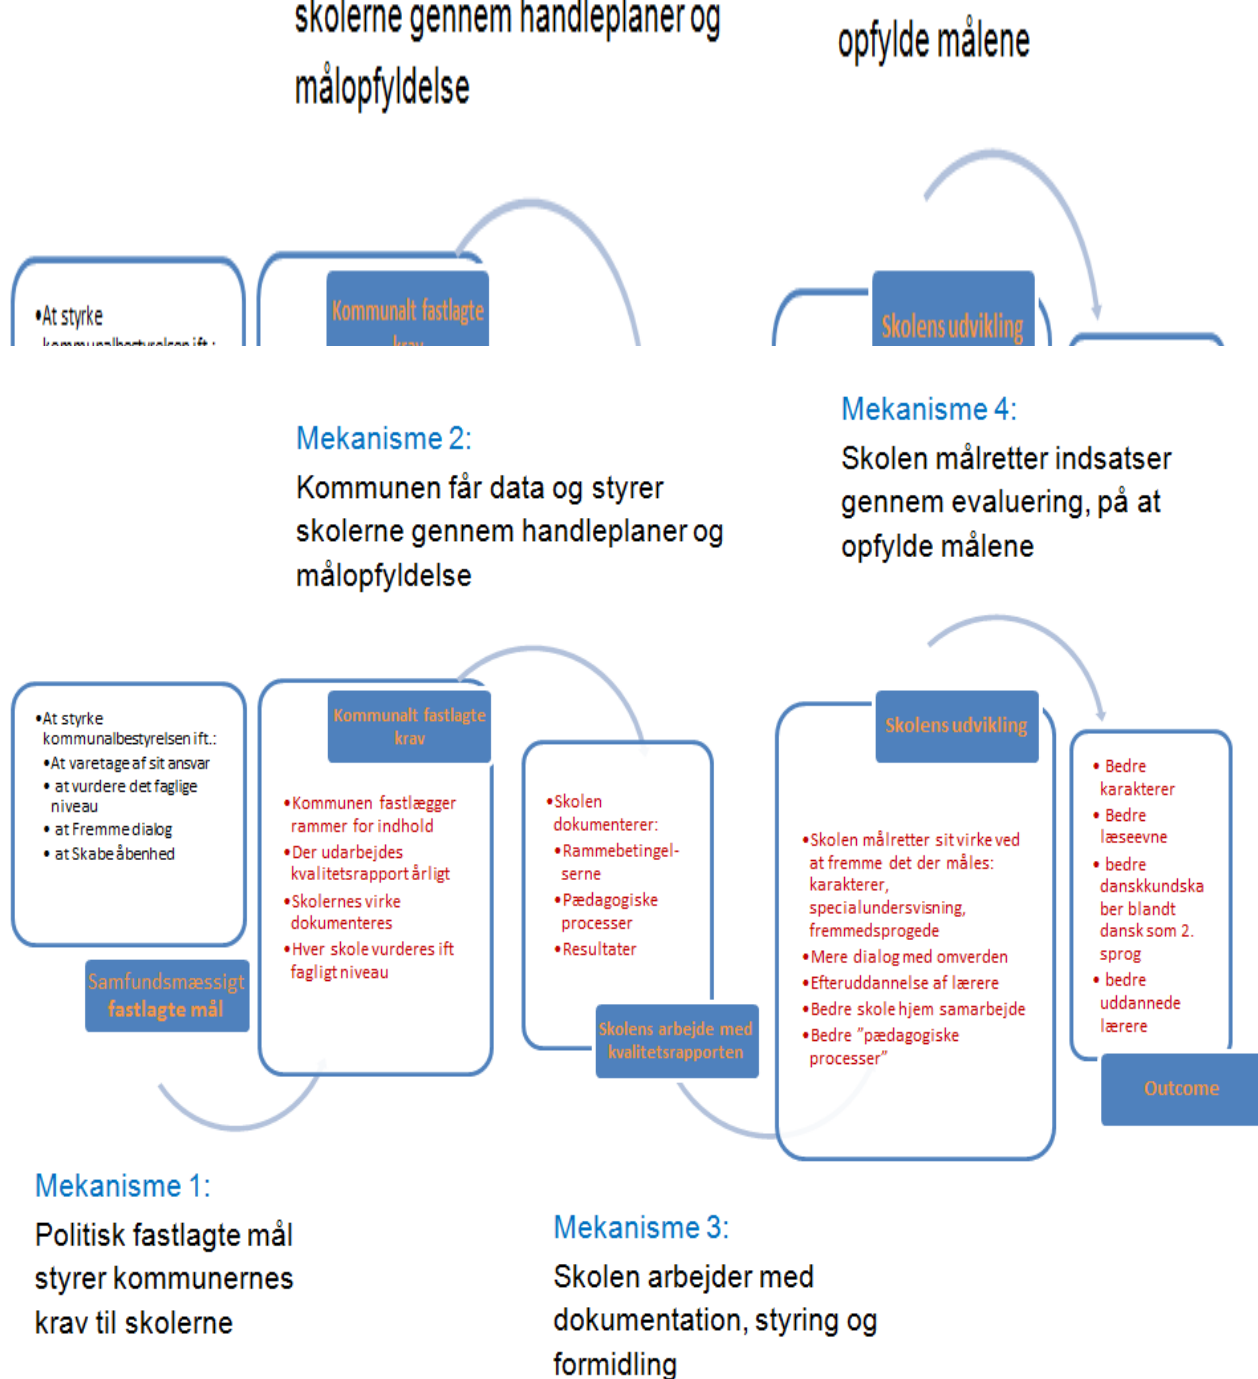 skolerne gennem handleplaner og
målopfyldelse
opfylde målene
•At styrke
kommunalbestyrelsen ift.:
Kommunalt fastlagte
krav
Skolens udvikling
Mekanisme 2:
Kommunen får data og styrer
skolerne gennem handleplaner og
målopfyldelse
Mekanisme 4:
Skolen målretter indsatser
gennem evaluering, på at
opfylde målene
•At styrke
kommunalbestyrelsen ift.:
•At varetage af sit ansvar
• at vurdere det faglige
niveau
• at Fremme dialog
• at Skabe åbenhed
Samfundsmæssigt
fastlagte mål
Kommunalt fastlagte
krav
•Kommunen fastlægger
rammer for indhold
•Der udarbejdes
kvalitetsrapport årligt
•Skolernes virke
dokumenteres
•Hver skole vurderes ift
fagligt niveau
•Skolen
dokumenterer:
•Rammebetingel-
serne
•Pædagogiske
processer
•Resultater
Skolens arbejde med
kvalitetsrapporten
Skolens udvikling
•Skolen målretter sit virke ved
at fremme det der måles:
karakterer,
specialundersvisning,
fremmedsprogede
•Mere dialog med omverden
•Efteruddannelse af lærere
•Bedre skole hjem samarbejde
•Bedre ”pædagogiske
processer”
• Bedre
karakterer
• Bedre
læseevne
• bedre
danskkundska
ber blandt
dansk som 2.
sprog
• bedre
uddannede
lærere
Outcome
Mekanisme 1:
Politisk fastlagte mål
styrer kommunernes
krav til skolerne
Mekanisme 3:
Skolen arbejder med
dokumentation, styring og
formidling